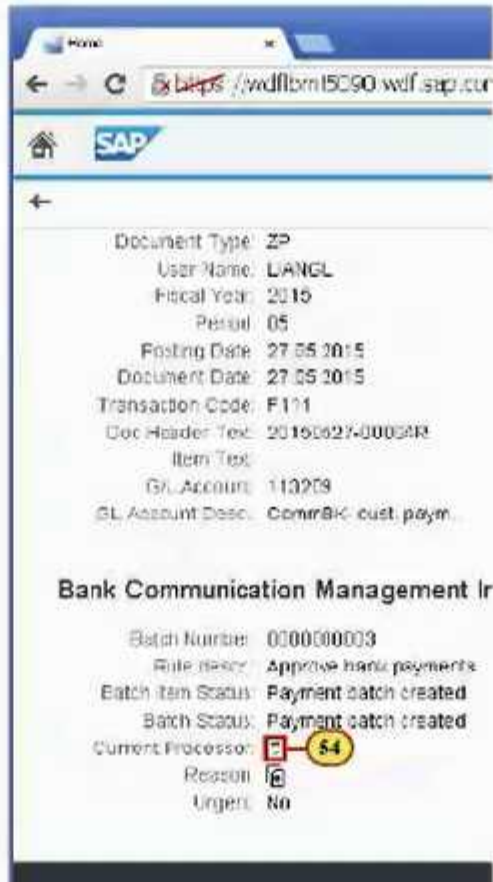 Home
https://wdflbmt5090.wdf.sap.cor
SAP
Document Type: ZP
User Name: LIANGL
Fiscal Year: 2015
Period: 05
Posting Date: 27.05.2015
Document Date: 27.05.2015
Transaction Code: F111
Doc Header Text:
Item Text:
G/L Account: 113209
GL Account Desc.: CommBK- cust. paym...
Bank Communication Management In
Batch Number: 0000000003
Rule descr.: Approve bank payments
Batch Item Status: Payment batch created
Batch Status: Payment batch created
Current Processor: 54
Reason:
Urgent: No